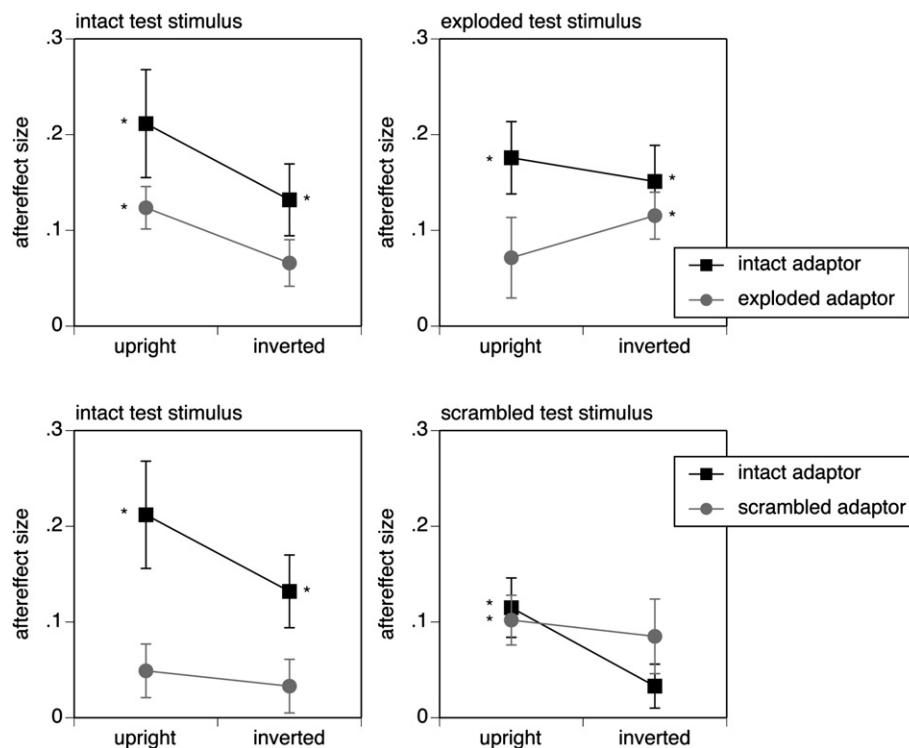 intact test stimulus
.3
.2
.1
0
aftereffect size
*
*
*
upright
inverted
exploded test stimulus
.3
.2
.1
0
aftereffect size
*
*
*
upright
inverted
intact adaptor
exploded adaptor
intact test stimulus
.3
.2
.1
0
aftereffect size
*
*
upright
inverted
scrambled test stimulus
.3
.2
.1
0
aftereffect size
*
*
upright
inverted
intact adaptor
scrambled adaptor